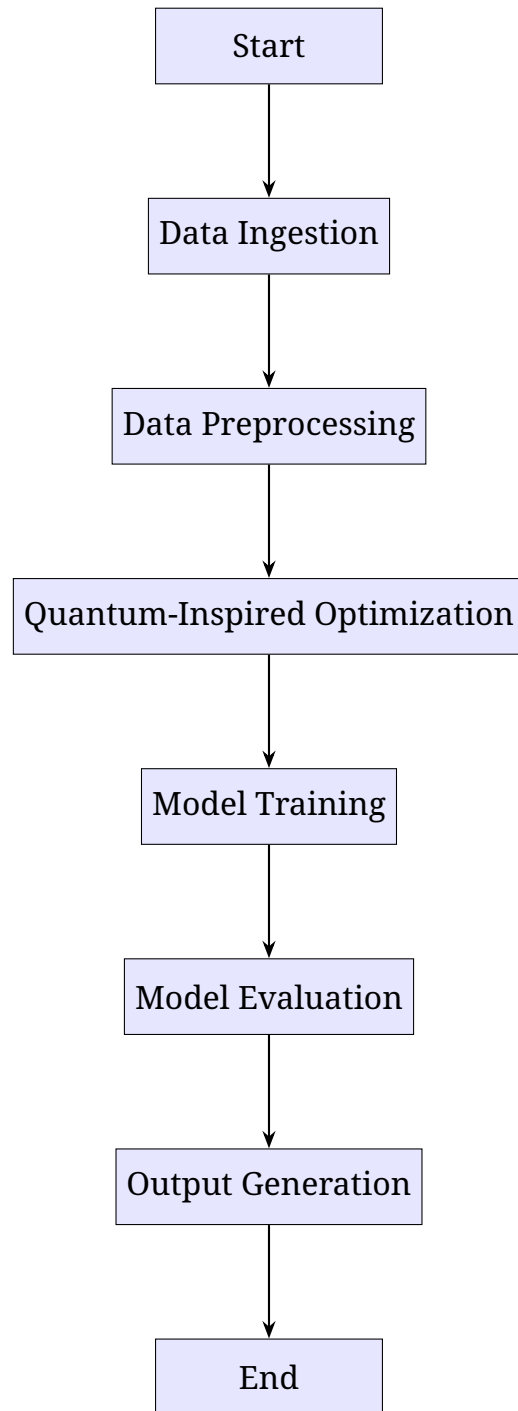 Start
Data Ingestion
Data Preprocessing
Quantum-Inspired Optimization
Model Training
Model Evaluation
Output Generation
End